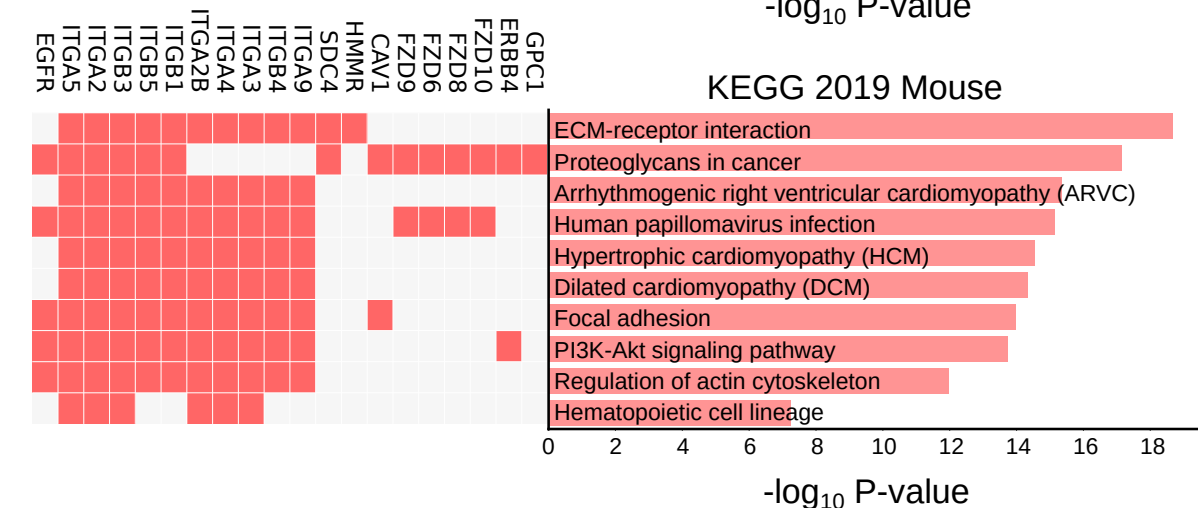 -log10 P-value
EGFR
ITGA5
ITGA2
ITGB3
ITGB5
ITGB1
ITGA2B
ITGA4
ITGA3
ITGB4
ITGA9
SDC4
HMMR
CAV1
FZD9
FZD6
FZD8
FZD10
ERBB4
GPC1
KEGG 2019 Mouse
ECM-receptor interaction
Proteoglycans in cancer
Arrhythmogenic right ventricular cardiomyopathy (ARVC)
Human papillomavirus infection
Hypertrophic cardiomyopathy (HCM)
Dilated cardiomyopathy (DCM)
Focal adhesion
PI3K-Akt signaling pathway
Regulation of actin cytoskeleton
Hematopoietic cell lineage
0 2 4 6 8 10 12 14 16 18
-log10 P-value